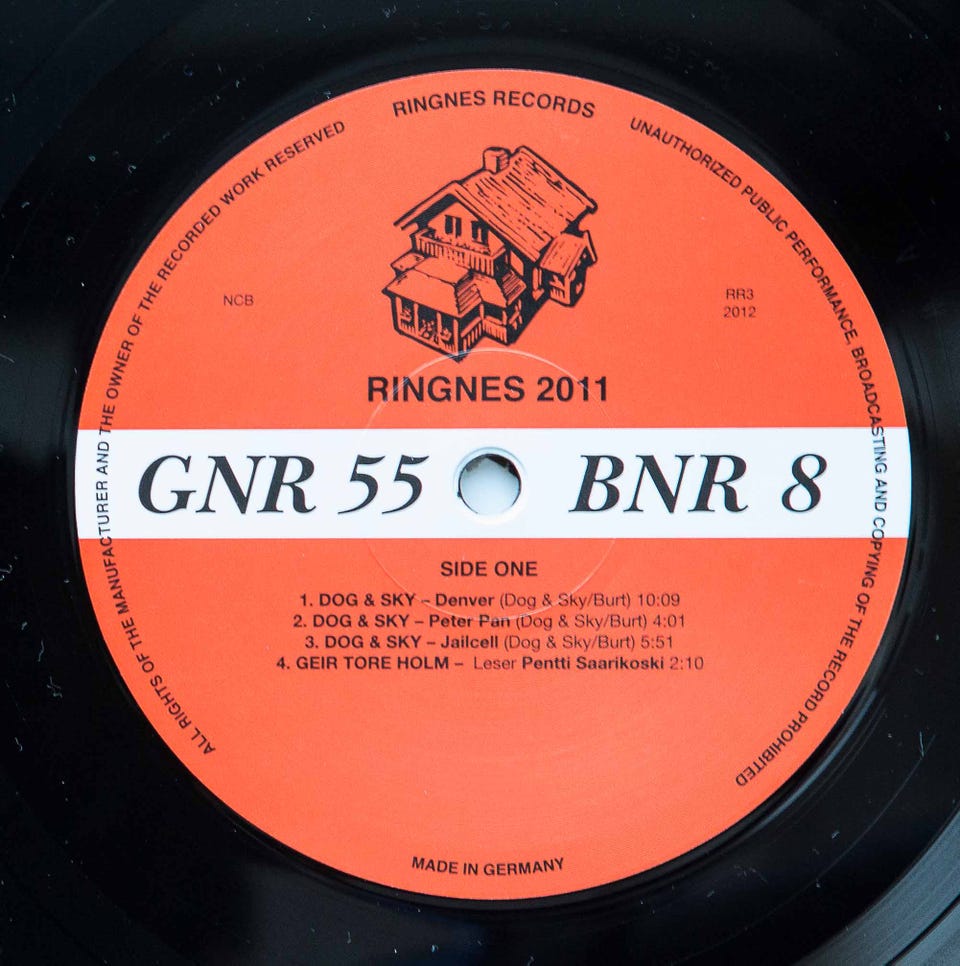 RINGNES RECORDS
UNAUTHORIZED PUBLIC PERFORMANCE, BROADCASTING AND COPYING OF THE RECORD PROHIBITED
ALL RIGHTS OF THE MANUFACTURER AND THE OWNER OF THE RECORDED WORK RESERVED
NCB
RR3
2012
RINGNES 2011
GNR 55 BNR 8
SIDE ONE
1. DOG & SKY – Denver (Dog & Sky/Burt) 10:09
2. DOG & SKY – Peter Pan (Dog & Sky/Burt) 4:01
3. DOG & SKY – Jailcell (Dog & Sky/Burt) 5:51
4. GEIR TORE HOLM – Leser Pentti Saarikoski 2:10
MADE IN GERMANY